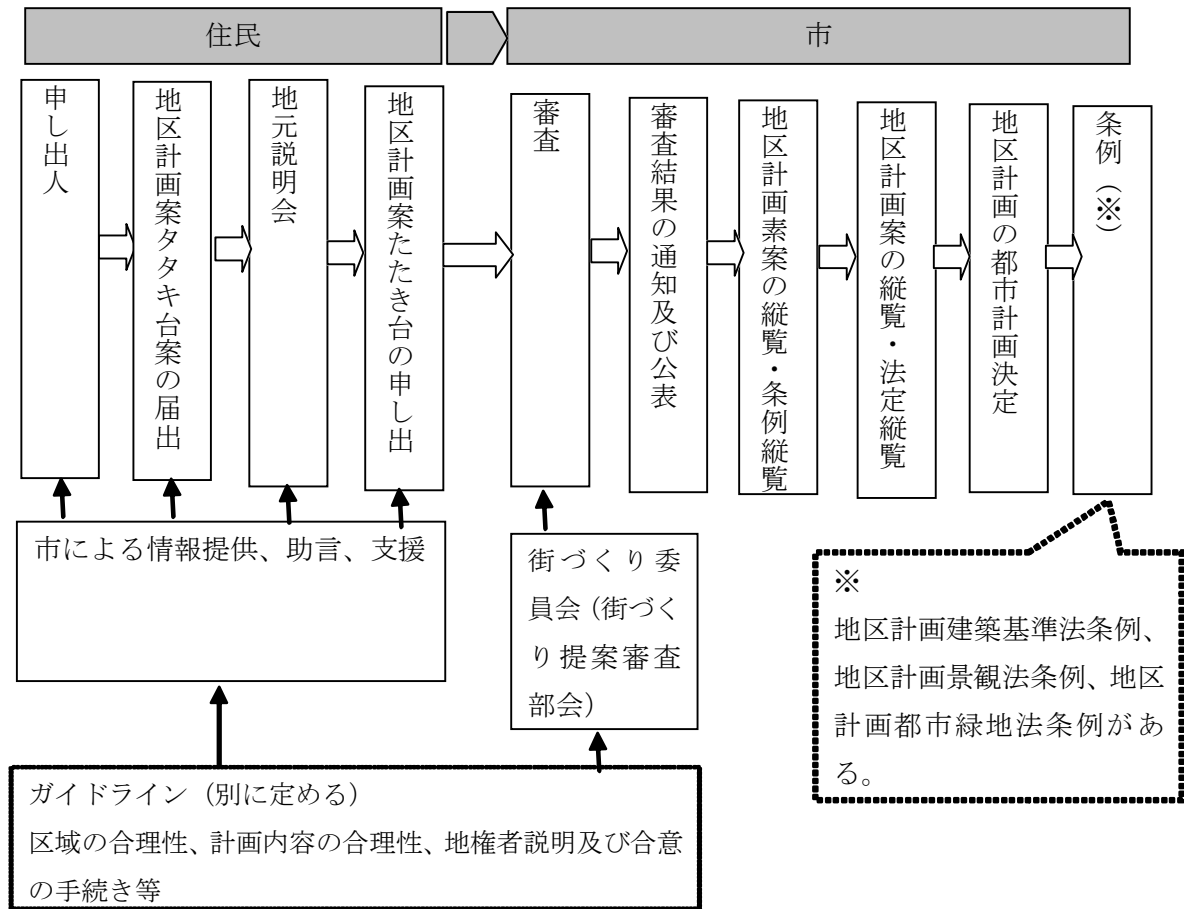 住民
市
申し出人
地区計画案タタキ台案の届出
地元説明会
地区計画案たたき台の申し出
審査
審査結果の通知及び公表
地区計画素案の縦覧・条例縦覧
地区計画案の縦覧・法定縦覧
地区計画の都市計画決定
条例（※）
市による情報提供、助言、支援
街づくり委
員会（街づく
り提案審査
部会）
※
地区計画建築基準法条例、
地区計画景観法条例、地区
計画都市緑地法条例があ
る。
ガイドライン（別に定める）
区域の合理性、計画内容の合理性、地権者説明及び合意
の手続き等